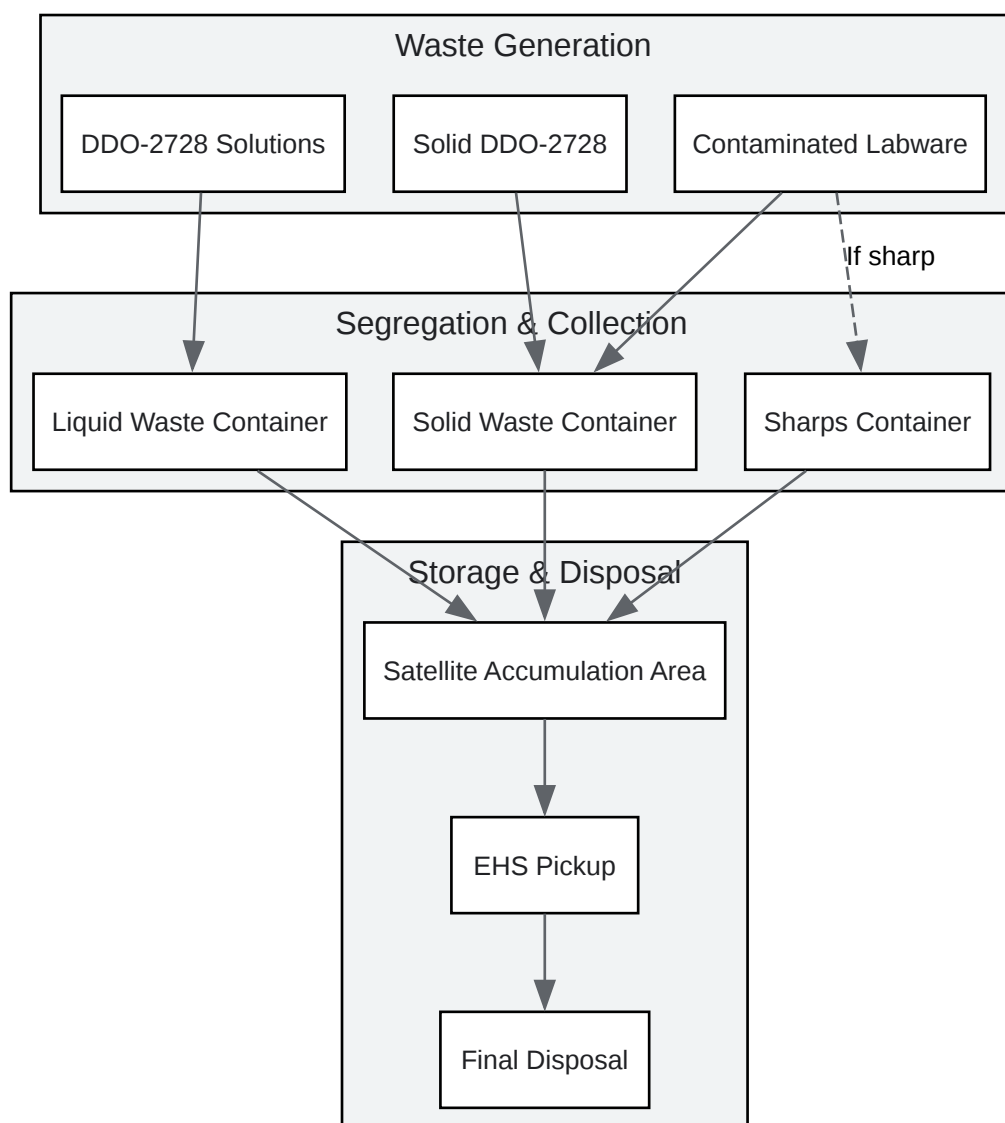 Waste Generation
DDO-2728 Solutions
Solid DDO-2728
Contaminated Labware
If sharp
Segregation & Collection
Liquid Waste Container
Solid Waste Container
Sharps Container
Storage & Disposal
Satellite Accumulation Area
EHS Pickup
Final Disposal